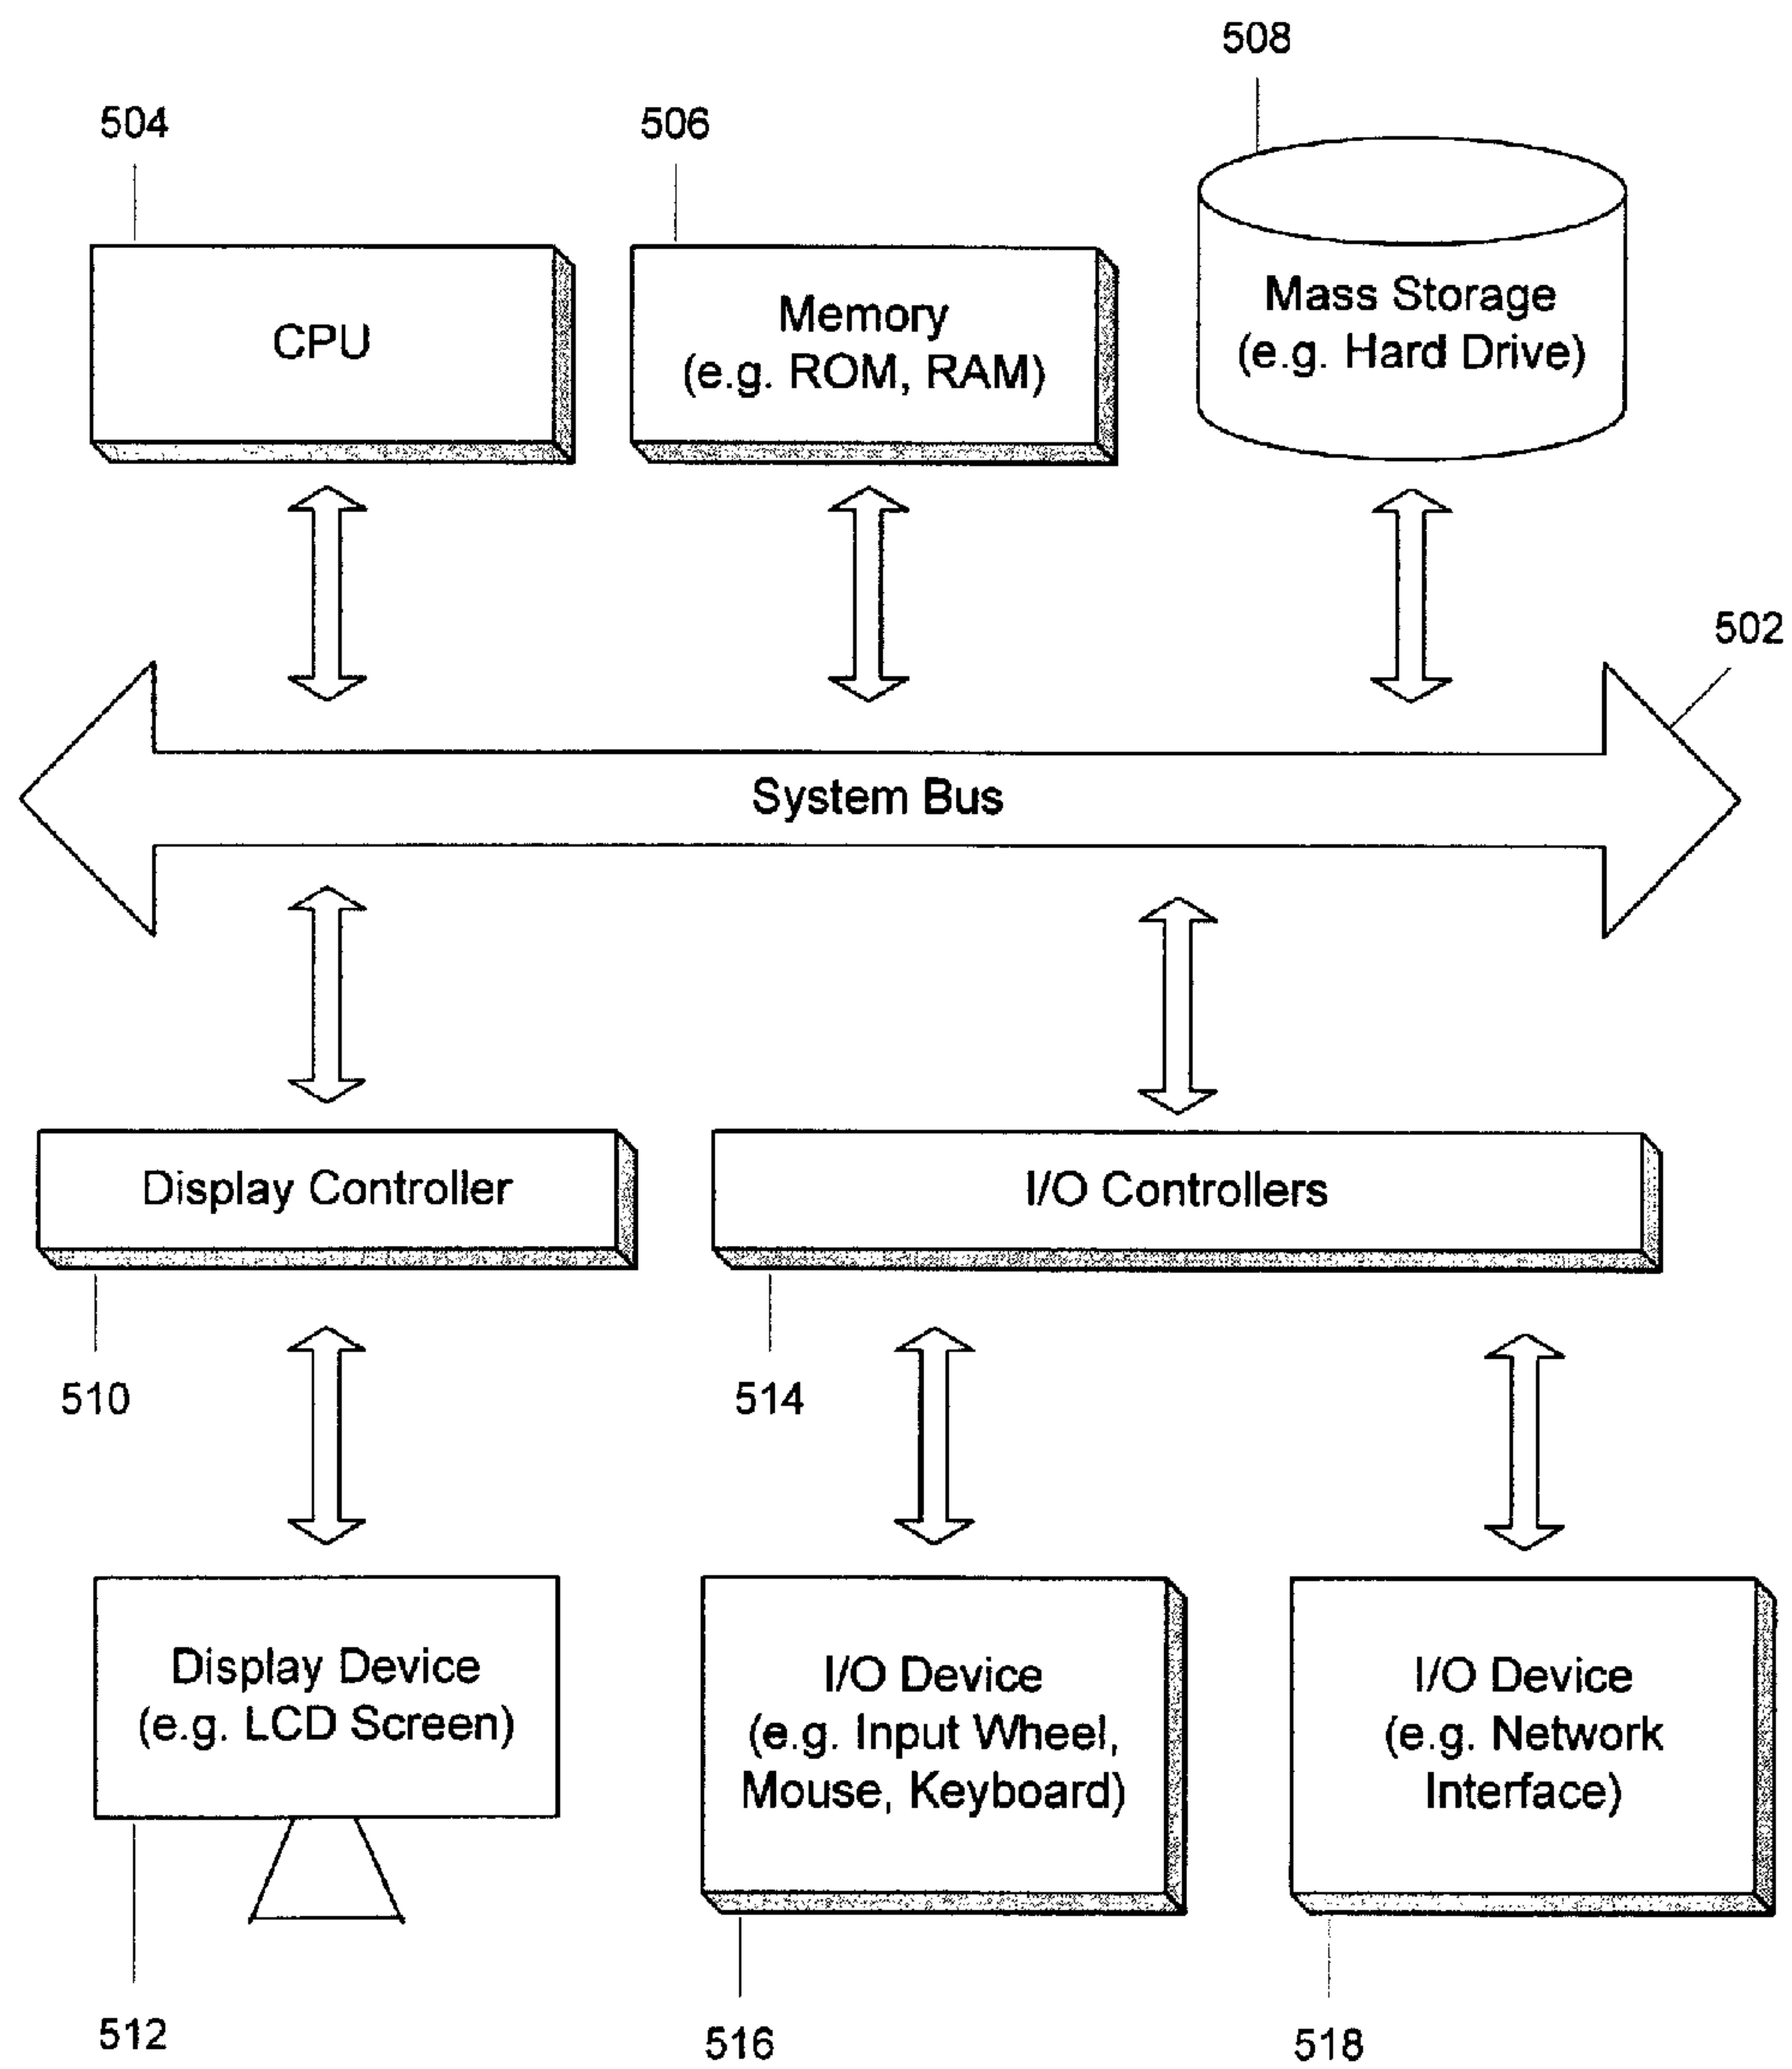 508
504
506
CPU
Memory
(e.g. ROM, RAM)
Mass Storage
(e.g. Hard Drive)
502
System Bus
Display Controller
I/O Controllers
510
514
Display Device
(e.g. LCD Screen)
I/O Device
(e.g. Input Wheel,
Mouse, Keyboard)
I/O Device
(e.g. Network
Interface)
512
516
518